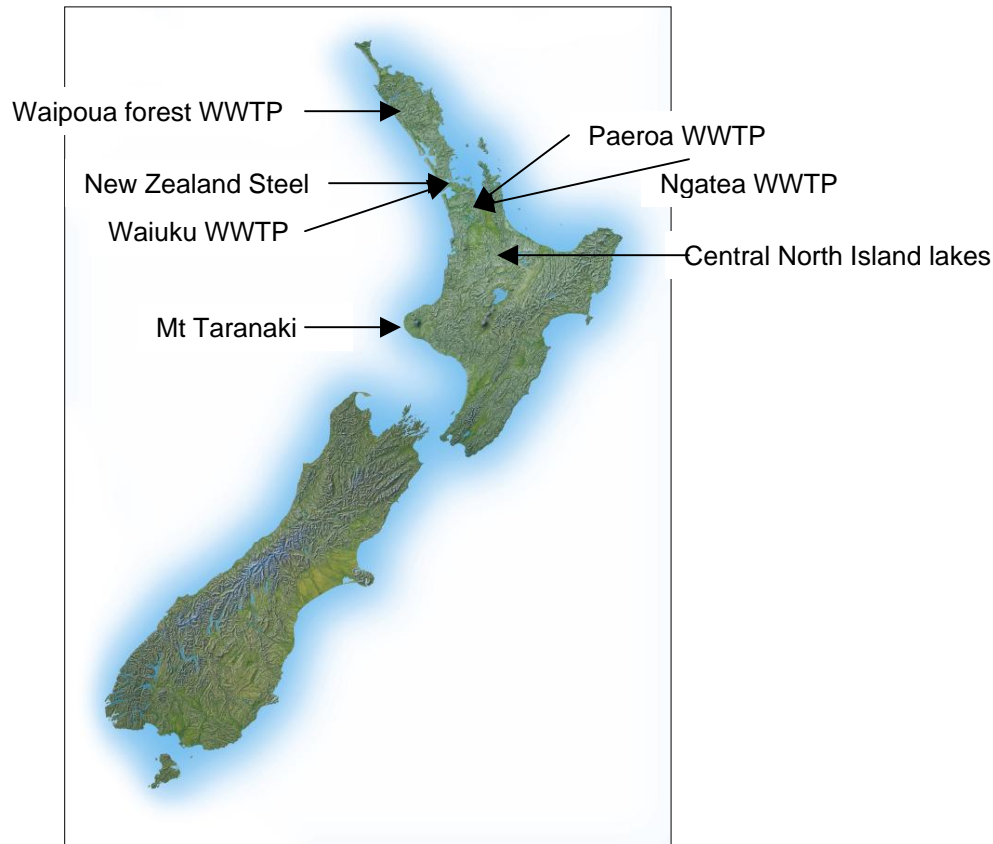 Waipoua forest WWTP
Paeroa WWTP
New Zealand Steel
Ngatea WWTP
Waiuku WWTP
Central North Island lakes
Mt Taranaki